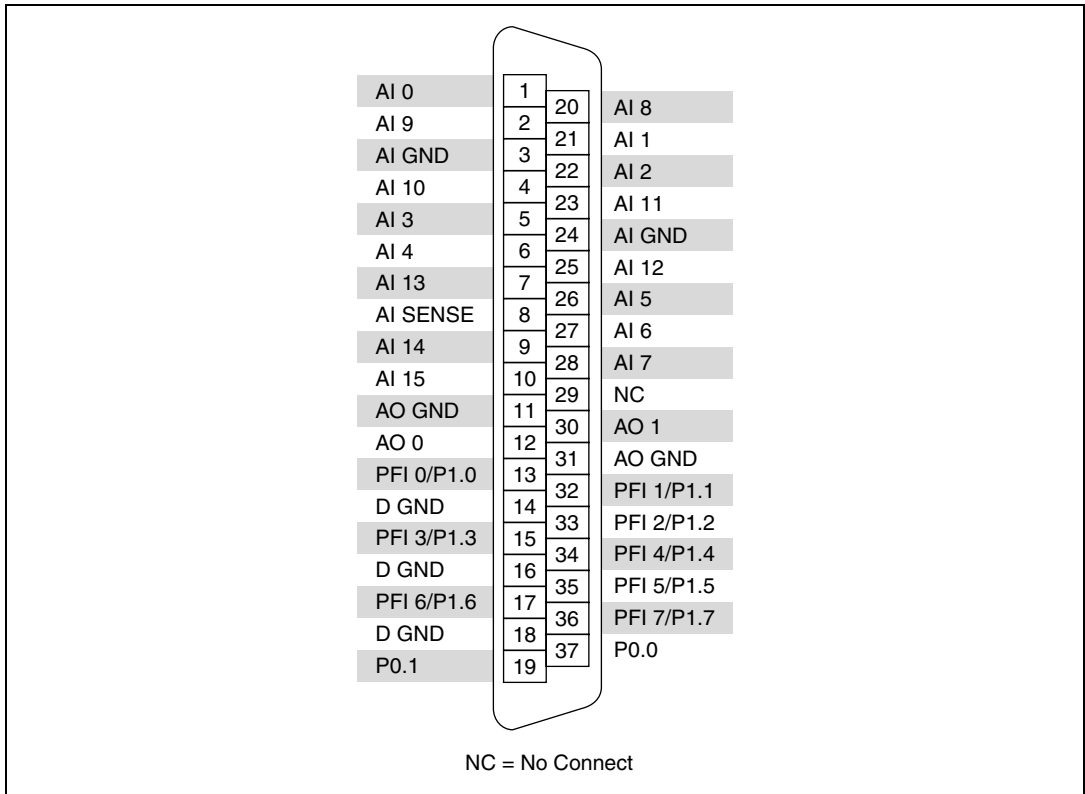 AI 0 1
20 AI 8
AI 9 2
21 AI 1
AI GND 3
22 AI 2
AI 10 4
23 AI 11
AI 3 5
24 AI GND
AI 4 6
25 AI 12
AI 13 7
26 AI 5
AI SENSE 8
27 AI 6
AI 14 9
28 AI 7
AI 15 10
29 NC
AO GND 11
30 AO 1
AO 0 12
31 AO GND
PFI 0/P1.0 13
32 PFI 1/P1.1
D GND 14
33 PFI 2/P1.2
PFI 3/P1.3 15
34 PFI 4/P1.4
D GND 16
35 PFI 5/P1.5
PFI 6/P1.6 17
36 PFI 7/P1.7
D GND 18
37 P0.0
P0.1 19
NC = No Connect